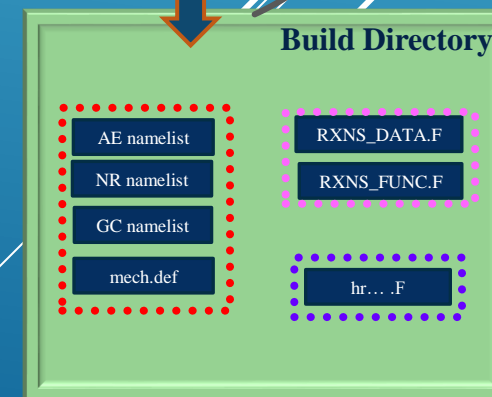 Build Directory
AE namelist
NR namelist
GC namelist
mech.def
RXNS_DATA.F
RXNS_FUNC.F
hr… .F